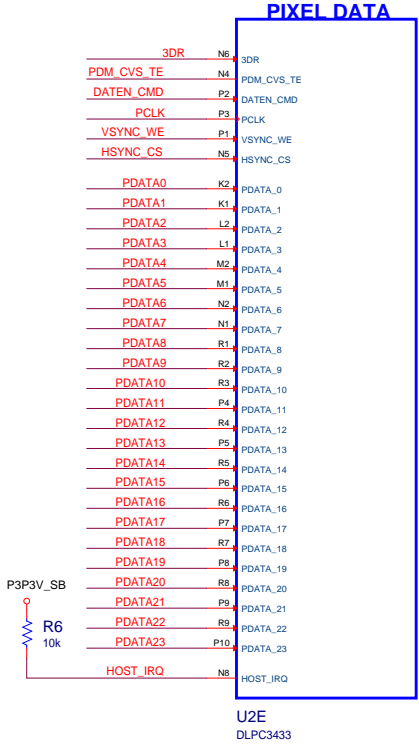 PIXEL DATA
3DR N6 3DR
PDM_CVS_TE N4 PDM_CVS_TE
DATEN_CMD P2 DATEN_CMD
PCLK P3 PCLK
VSYNC_WE P1 VSYNC_WE
HSYNC_CS N5 HSYNC_CS
PDATA0 K2 PDATA_0
PDATA1 K1 PDATA_1
PDATA2 L2 PDATA_2
PDATA3 L1 PDATA_3
PDATA4 M2 PDATA_4
PDATA5 M1 PDATA_5
PDATA6 N2 PDATA_6
PDATA7 N1 PDATA_7
PDATA8 R1 PDATA_8
PDATA9 R2 PDATA_9
PDATA10 R3 PDATA_10
PDATA11 P4 PDATA_11
PDATA12 R4 PDATA_12
PDATA13 P5 PDATA_13
PDATA14 R5 PDATA_14
PDATA15 P6 PDATA_15
PDATA16 R6 PDATA_16
PDATA17 P7 PDATA_17
PDATA18 R7 PDATA_18
PDATA19 P8 PDATA_19
P3P3V_SB
PDATA20 R8 PDATA_20
PDATA21 P9 PDATA_21
R6
PDATA22 R9 PDATA_22
10k
PDATA23 P10 PDATA_23
HOST_IRQ N8 HOST_IRQ
U2E
DLPC3433